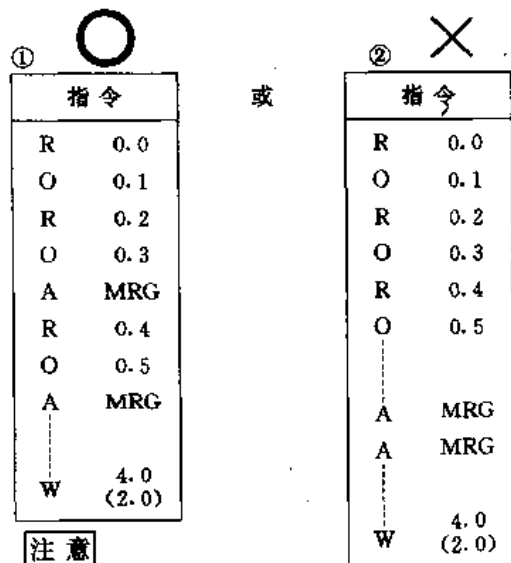 ① ○
指令
R 0.0
O 0.1
R 0.2
O 0.3
A MRG
R 0.4
O 0.5
A MRG
W 4.0
(2.0)
注意
或
② ×
指令
R 0.0
O 0.1
R 0.2
O 0.3
R 0.4
O 0.5
A MRG
A MRG
W 4.0
(2.0)